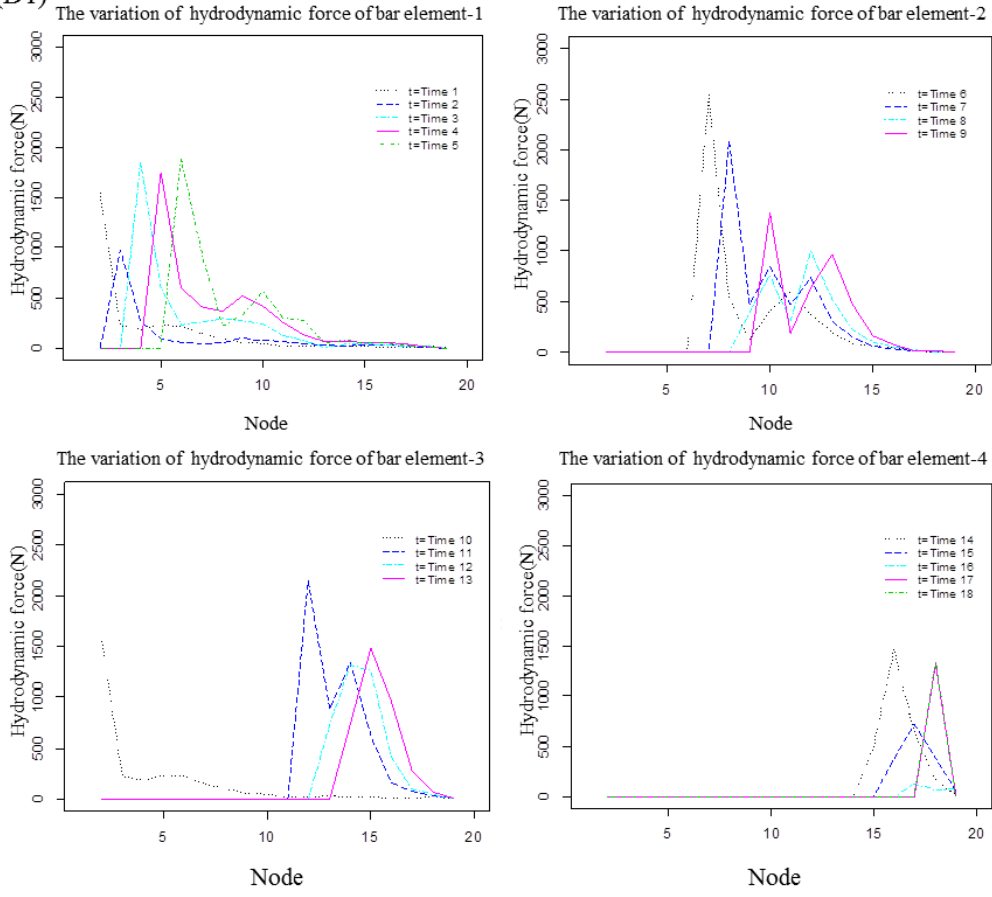 The variation of hydrodynamic force of bar element-1
Hydrodynamic force(N)
3000
2500
2000
1500
1000
500
0
t=Time 1
t=Time 2
t=Time 3
t=Time 4
t=Time 5
5 10 15 20
Node
The variation of hydrodynamic force of bar element-2
Hydrodynamic force(N)
3000
2500
2000
1500
1000
500
0
t=Time 6
t=Time 7
t=Time 8
t=Time 9
5 10 15 20
Node
The variation of hydrodynamic force of bar element-3
Hydrodynamic force(N)
3000
2500
2000
1500
1000
500
0
t=Time 10
t=Time 11
t=Time 12
t=Time 13
5 10 15 20
Node
The variation of hydrodynamic force of bar element-4
Hydrodynamic force(N)
3000
2500
2000
1500
1000
500
0
t=Time 14
t=Time 15
t=Time 16
t=Time 17
t=Time 18
5 10 15 20
Node